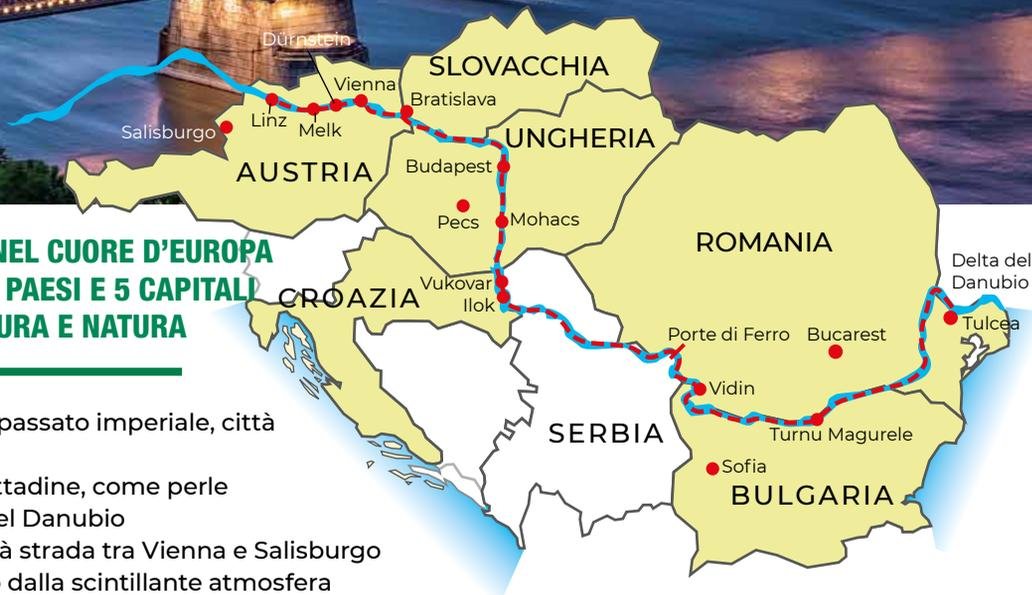 Dürnstein
SLOVACCHIA
Vienna
Bratislava
Linz
Melk
Salisburgo
UNGHERIA
AUSTRIA
Budapest
Pecs
Mohacs
NEL CUORE D’EUROPA
PAESI E 5 CAPITALI
URA E NATURA
ROMANIA
Delta del
Danubio
Vukovar
CROAZIA
Ilok
Porte di Ferro
Bucarest
Tulcea
Vidin
passato imperiale, città
SERBIA
Turnu Magurele
Sofia
ttadine, come perle
BULGARIA
el Danubio
à strada tra Vienna e Salisburgo
o dalla scintillante atmosfera